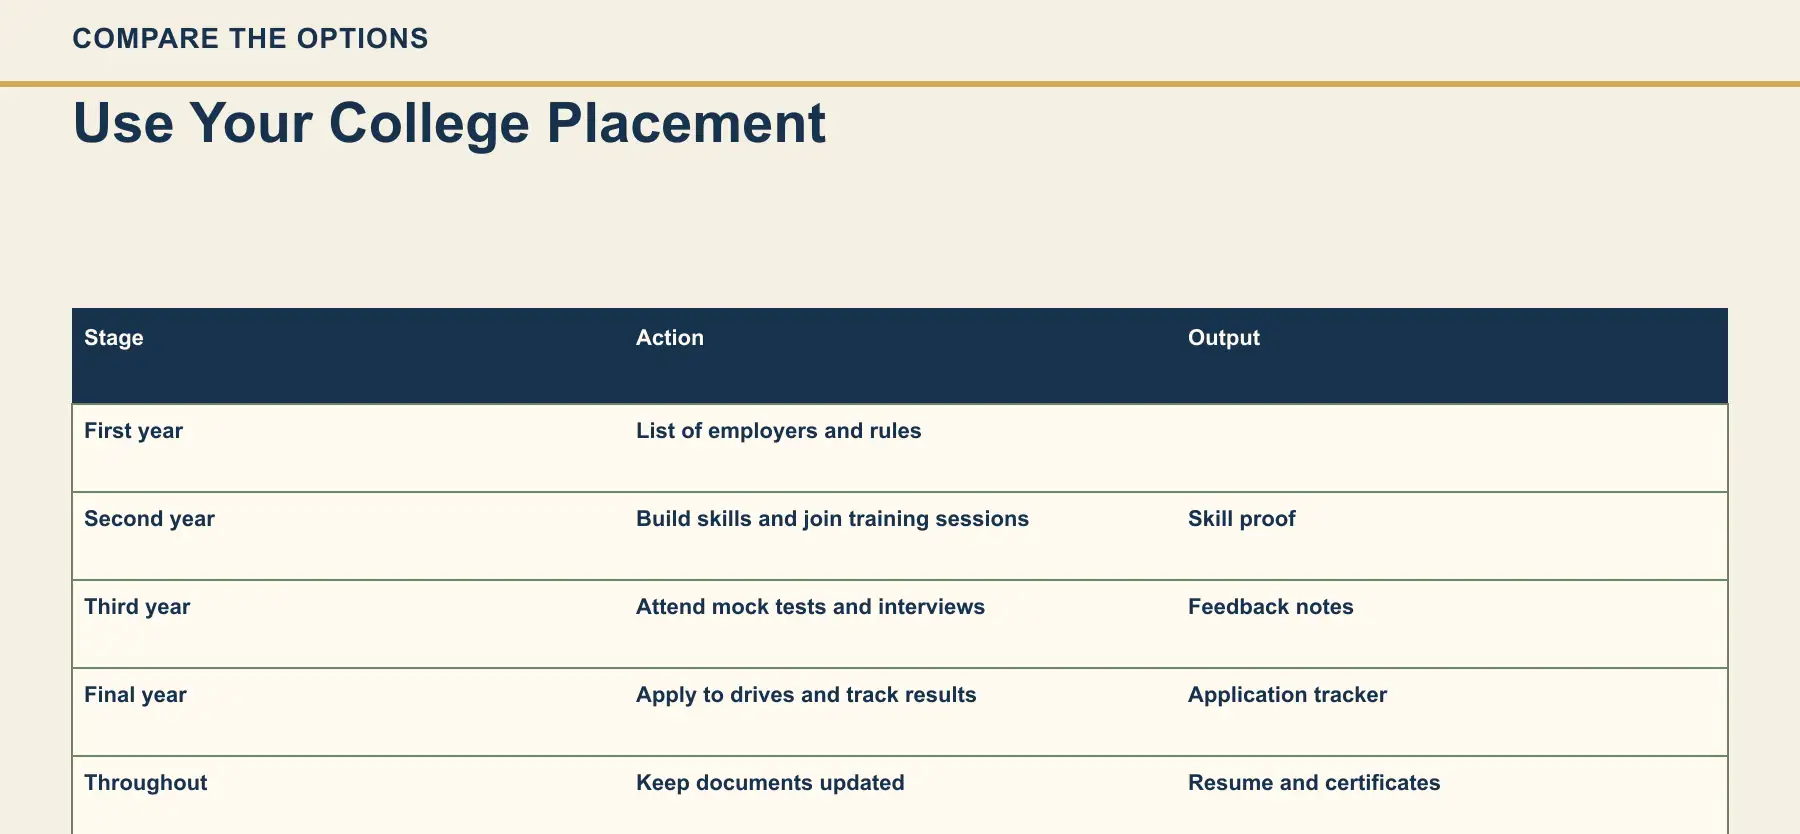 COMPARE THE OPTIONS
Use Your College Placement
Stage Action Output
First year List of employers and rules
Second year Build skills and join training sessions Skill proof
Third year Attend mock tests and interviews Feedback notes
Final year Apply to drives and track results Application tracker
Throughout Keep documents updated Resume and certificates